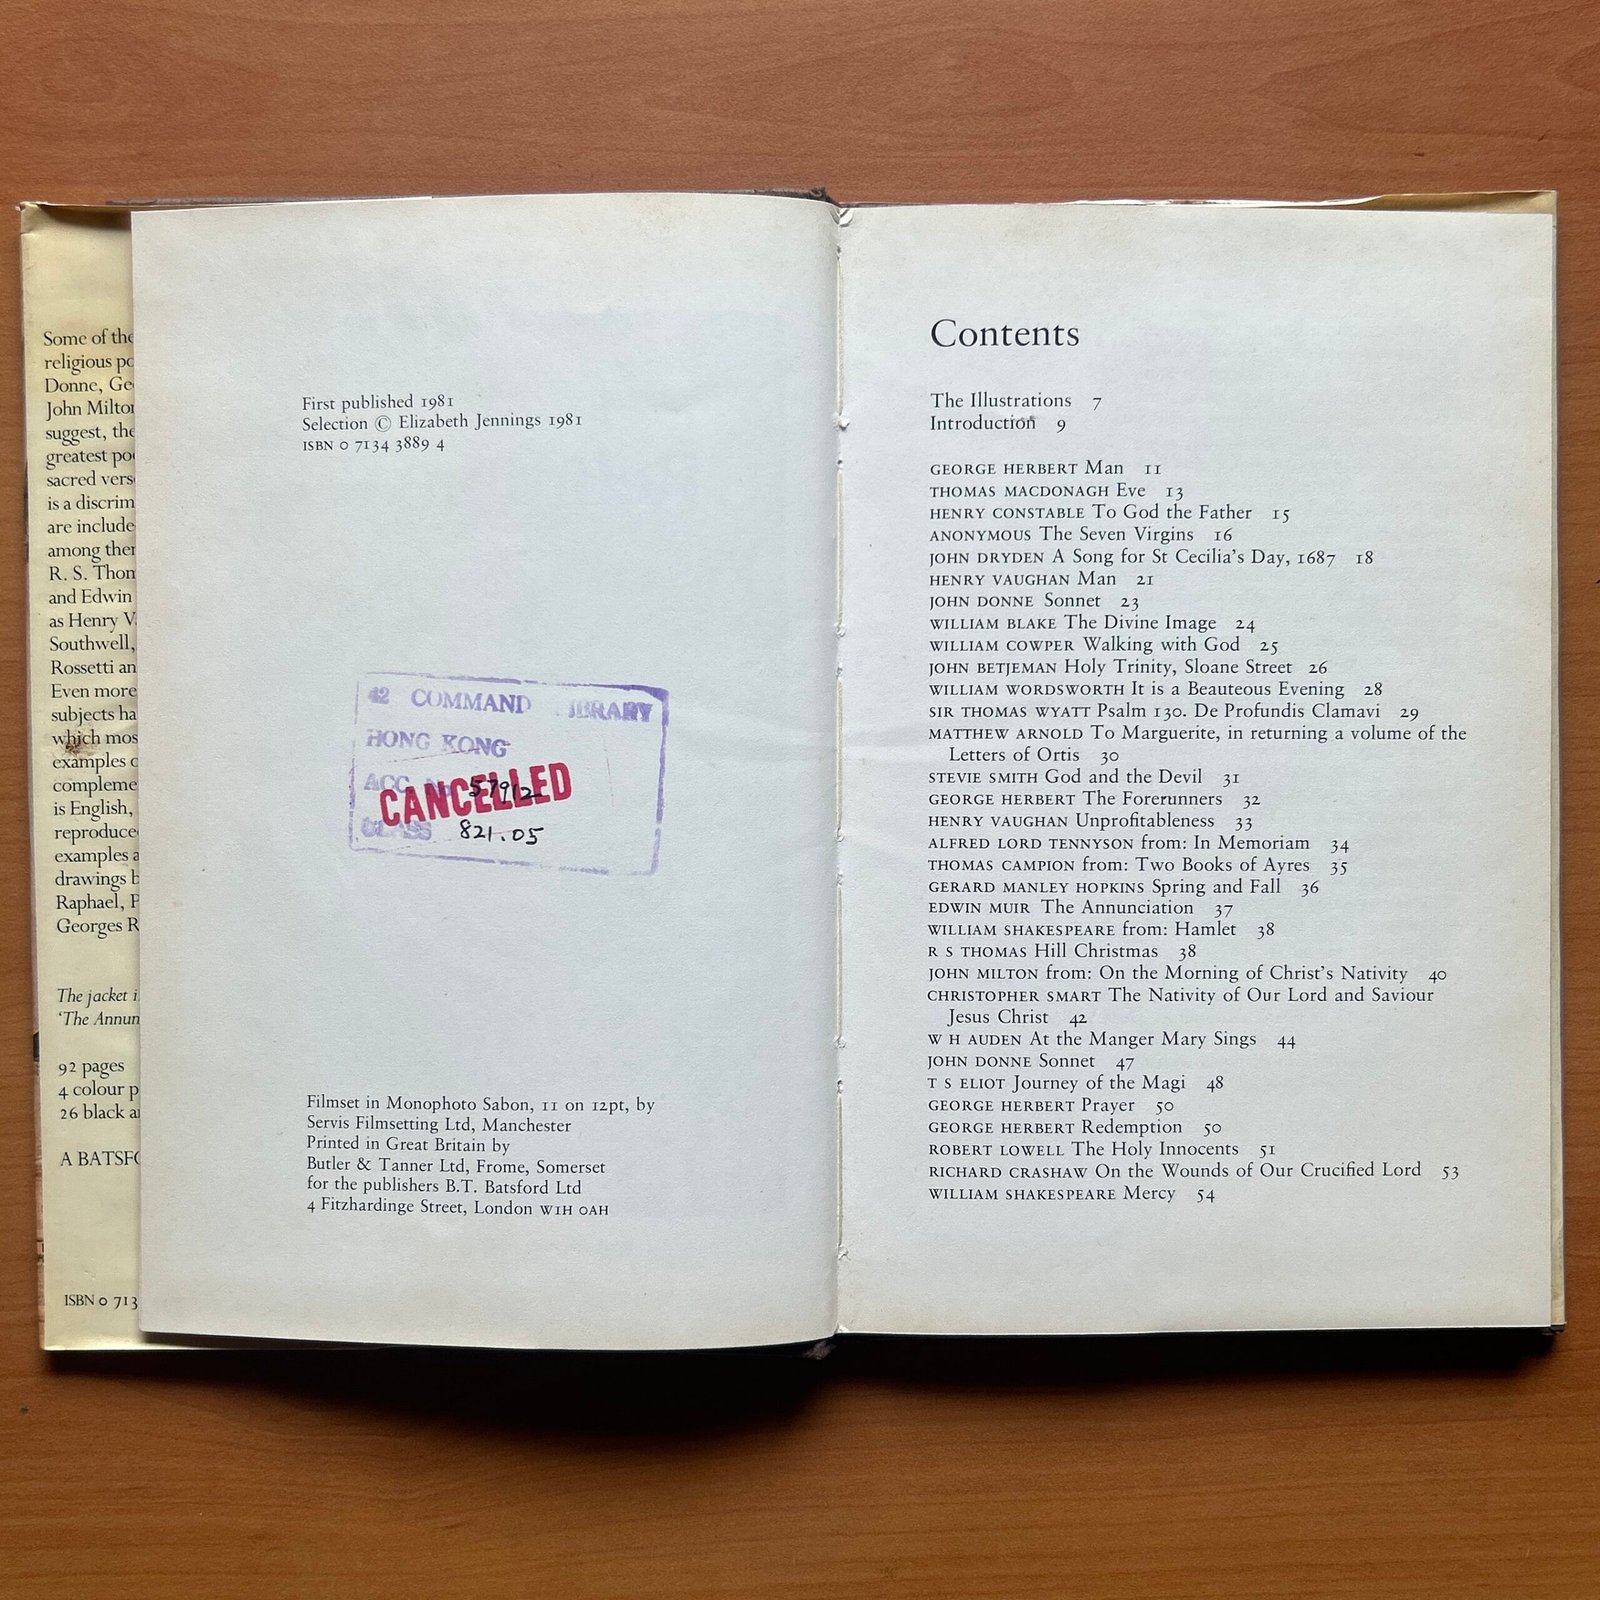 Some of the
religious
Donne,
John
suggest, the
greatest
sacred
is a
are
among
R. S.
and Edwin
as Henry
Southwell,
Rossetti
Even more
subjects
which
examples
is English,
examples
drawings
Raphael,
Georges
The jacket
'The
92 pages
4 colour
26 black
A
ISBN 0 713
First published 1981
Selection © Elizabeth Jennings 1981
ISBN 0 7134 3889 4
42 COMMAND LIBRARY
HONG KONG
ACC. No 57912
CANCELLED
CLASS 821.05
Filmset in Monophoto Sabon, 11 on 12pt, by
Servis Filmsetting Ltd, Manchester
Printed in Great Britain by
Butler & Tanner Ltd, Frome, Somerset
for the publishers B.T. Batsford Ltd
4 Fitzhardinge Street, London W1H 0AH
Contents
The Illustrations 7
Introduction 9
GEORGE HERBERT Man 11
THOMAS MACDONAGH Eve 13
HENRY CONSTABLE To God the Father 15
ANONYMOUS The Seven Virgins 16
JOHN DRYDEN A Song for St Cecilia's Day, 1687 18
HENRY VAUGHAN Man 21
JOHN DONNE Sonnet 23
WILLIAM BLAKE The Divine Image 24
WILLIAM COWPER Walking with God 25
JOHN BETJEMAN Holy Trinity, Sloane Street 26
WILLIAM WORDSWORTH It is a Beauteous Evening 28
SIR THOMAS WYATT Psalm 130. De Profundis Clamavi 29
MATTHEW ARNOLD To Marguerite, in returning a volume of the
Letters of Ortis 30
STEVIE SMITH God and the Devil 31
GEORGE HERBERT The Forerunners 32
HENRY VAUGHAN Unprofitableness 33
ALFRED LORD TENNYSON from: In Memoriam 34
THOMAS CAMPION from: Two Books of Ayres 35
GERARD MANLEY HOPKINS Spring and Fall 36
EDWIN MUIR The Annunciation 37
WILLIAM SHAKESPEARE from: Hamlet 38
R S THOMAS Hill Christmas 38
JOHN MILTON from: On the Morning of Christ's Nativity 40
CHRISTOPHER SMART The Nativity of Our Lord and Saviour
Jesus Christ 42
W H AUDEN At the Manger Mary Sings 44
JOHN DONNE Sonnet 47
T S ELIOT Journey of the Magi 48
GEORGE HERBERT Prayer 50
GEORGE HERBERT Redemption 50
ROBERT LOWELL The Holy Innocents 51
RICHARD CRASHAW On the Wounds of Our Crucified Lord 53
WILLIAM SHAKESPEARE Mercy 54